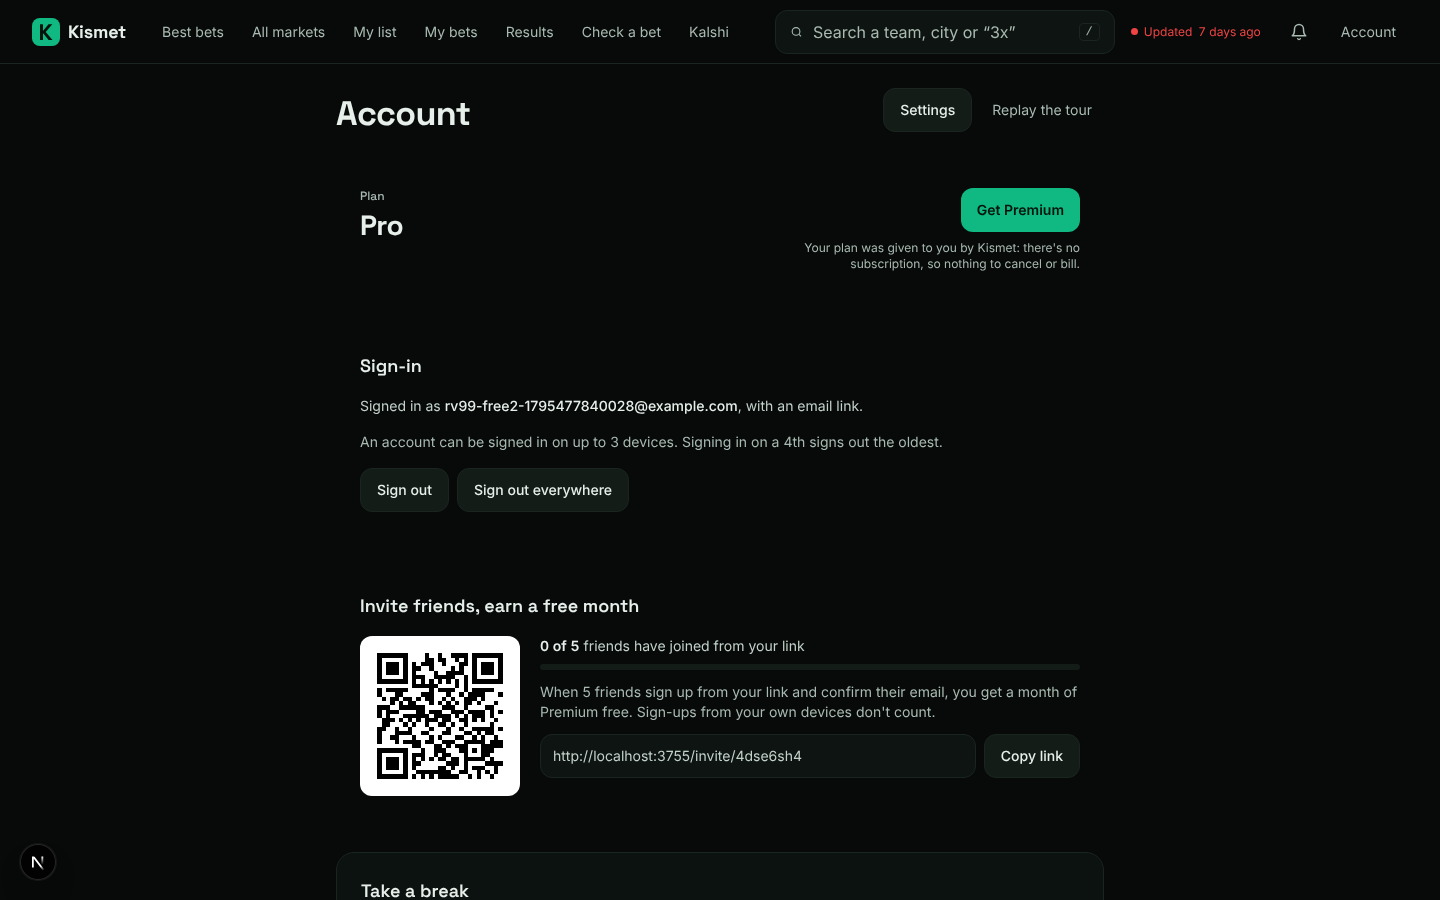 Kismet
Best bets
All markets
My list
My bets
Results
Check a bet
Kalshi
Search a team, city or “3x”
/
Updated 7 days ago
Account
Account
Settings
Replay the tour
Plan
Pro
Get Premium
Your plan was given to you by Kismet: there's no
subscription, so nothing to cancel or bill.
Sign-in
Signed in as rv99-free2-1795477840028@example.com, with an email link.
An account can be signed in on up to 3 devices. Signing in on a 4th signs out the oldest.
Sign out
Sign out everywhere
Invite friends, earn a free month
0 of 5 friends have joined from your link
When 5 friends sign up from your link and confirm their email, you get a month of
Premium free. Sign-ups from your own devices don't count.
http://localhost:3755/invite/4dse6sh4
Copy link
N
Take a break